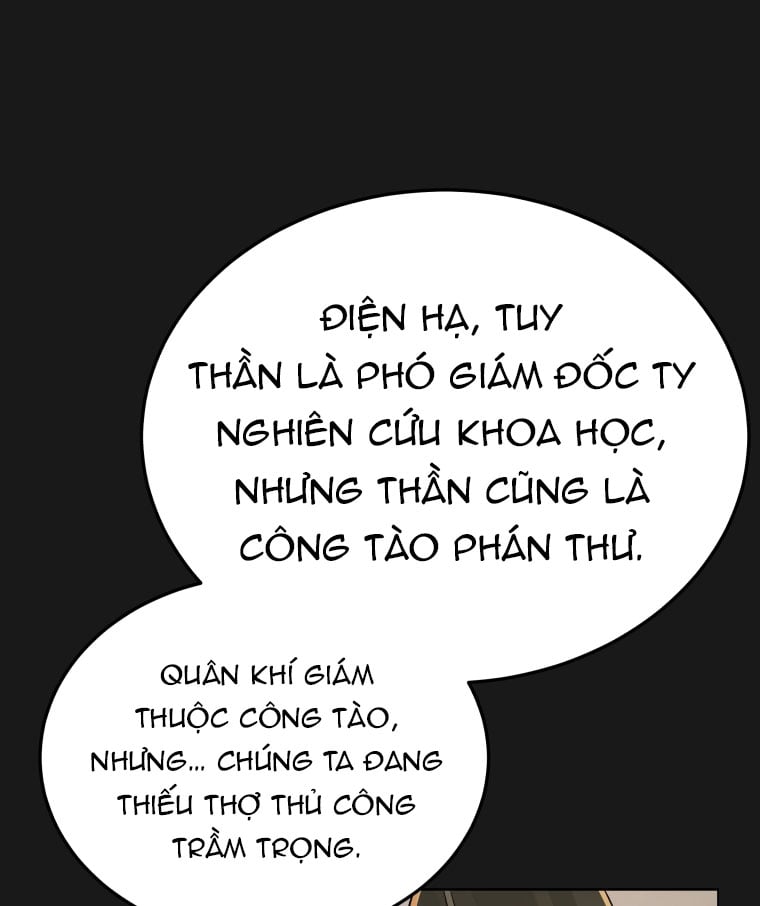 ĐIỆN HẠ, TUY
THẦN LÀ PHÓ GIÁM ĐỐC TY
NGHIÊN CỨU KHOA HỌC,
NHƯNG THẦN CŨNG LÀ
CÔNG TÀO PHÁN THƯ.
QUÂN KHÍ GIÁM
THUỘC CÔNG TÀO,
NHƯNG... CHÚNG TA ĐANG
THIẾU THỢ THỦ CÔNG
TRẦM TRỌNG.